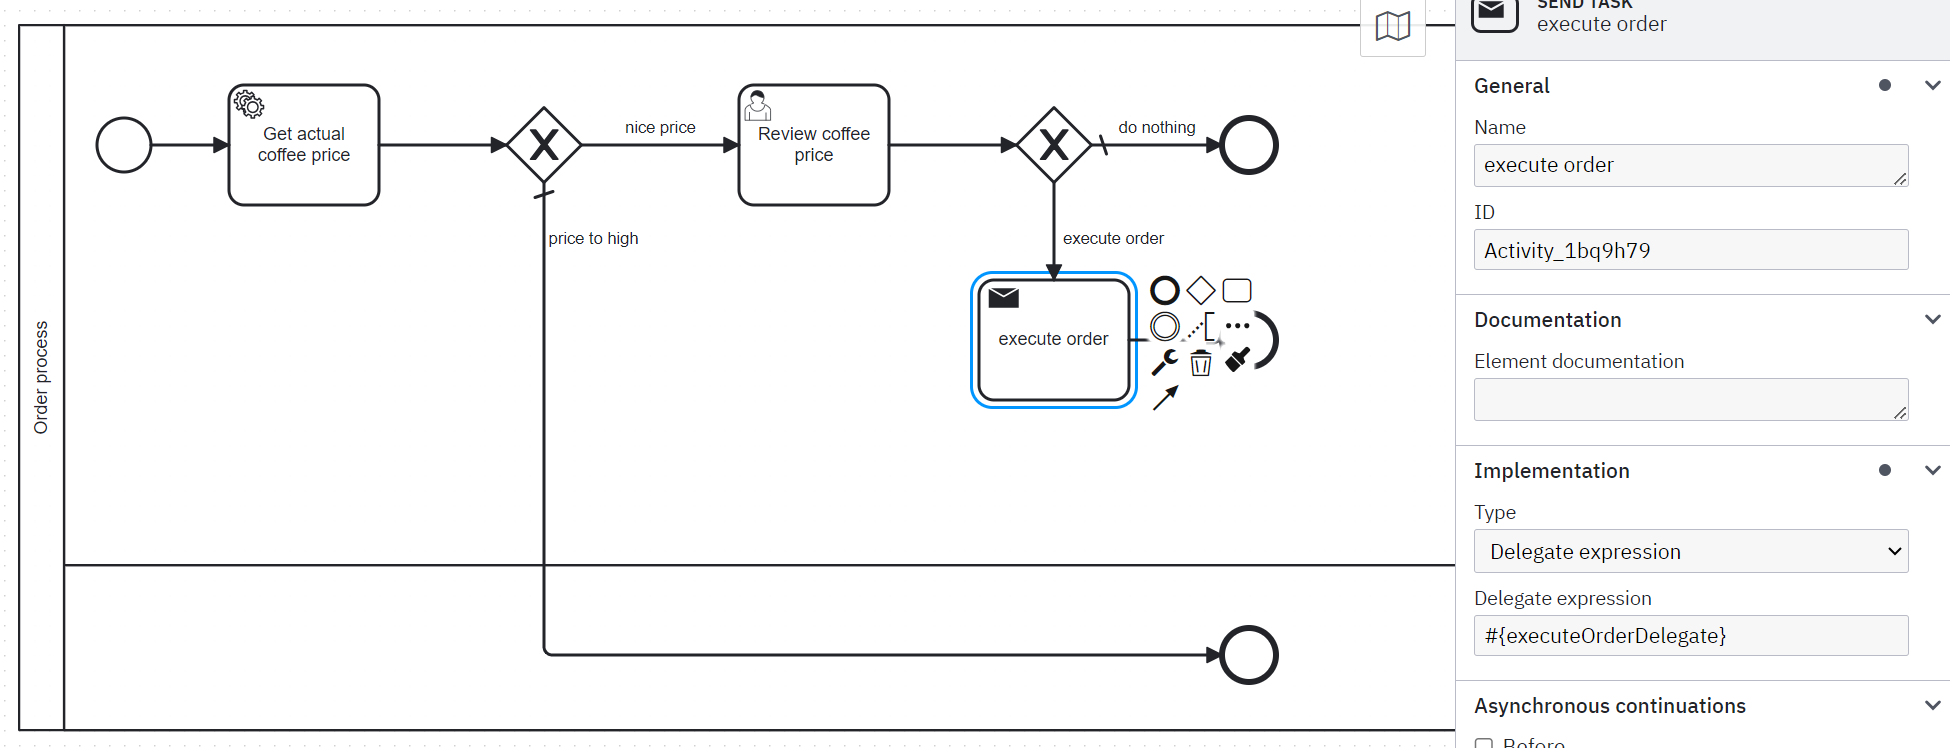 Order process
Get actual
coffee price
nice price
price to high
Review coffee
price
do nothing
execute order
execute order
SEND TASK
execute order
General
Name
execute order
ID
Activity_1bq9h79
Documentation
Element documentation
Implementation
Type
Delegate expression
Delegate expression
#{executeOrderDelegate}
Asynchronous continuations
Before